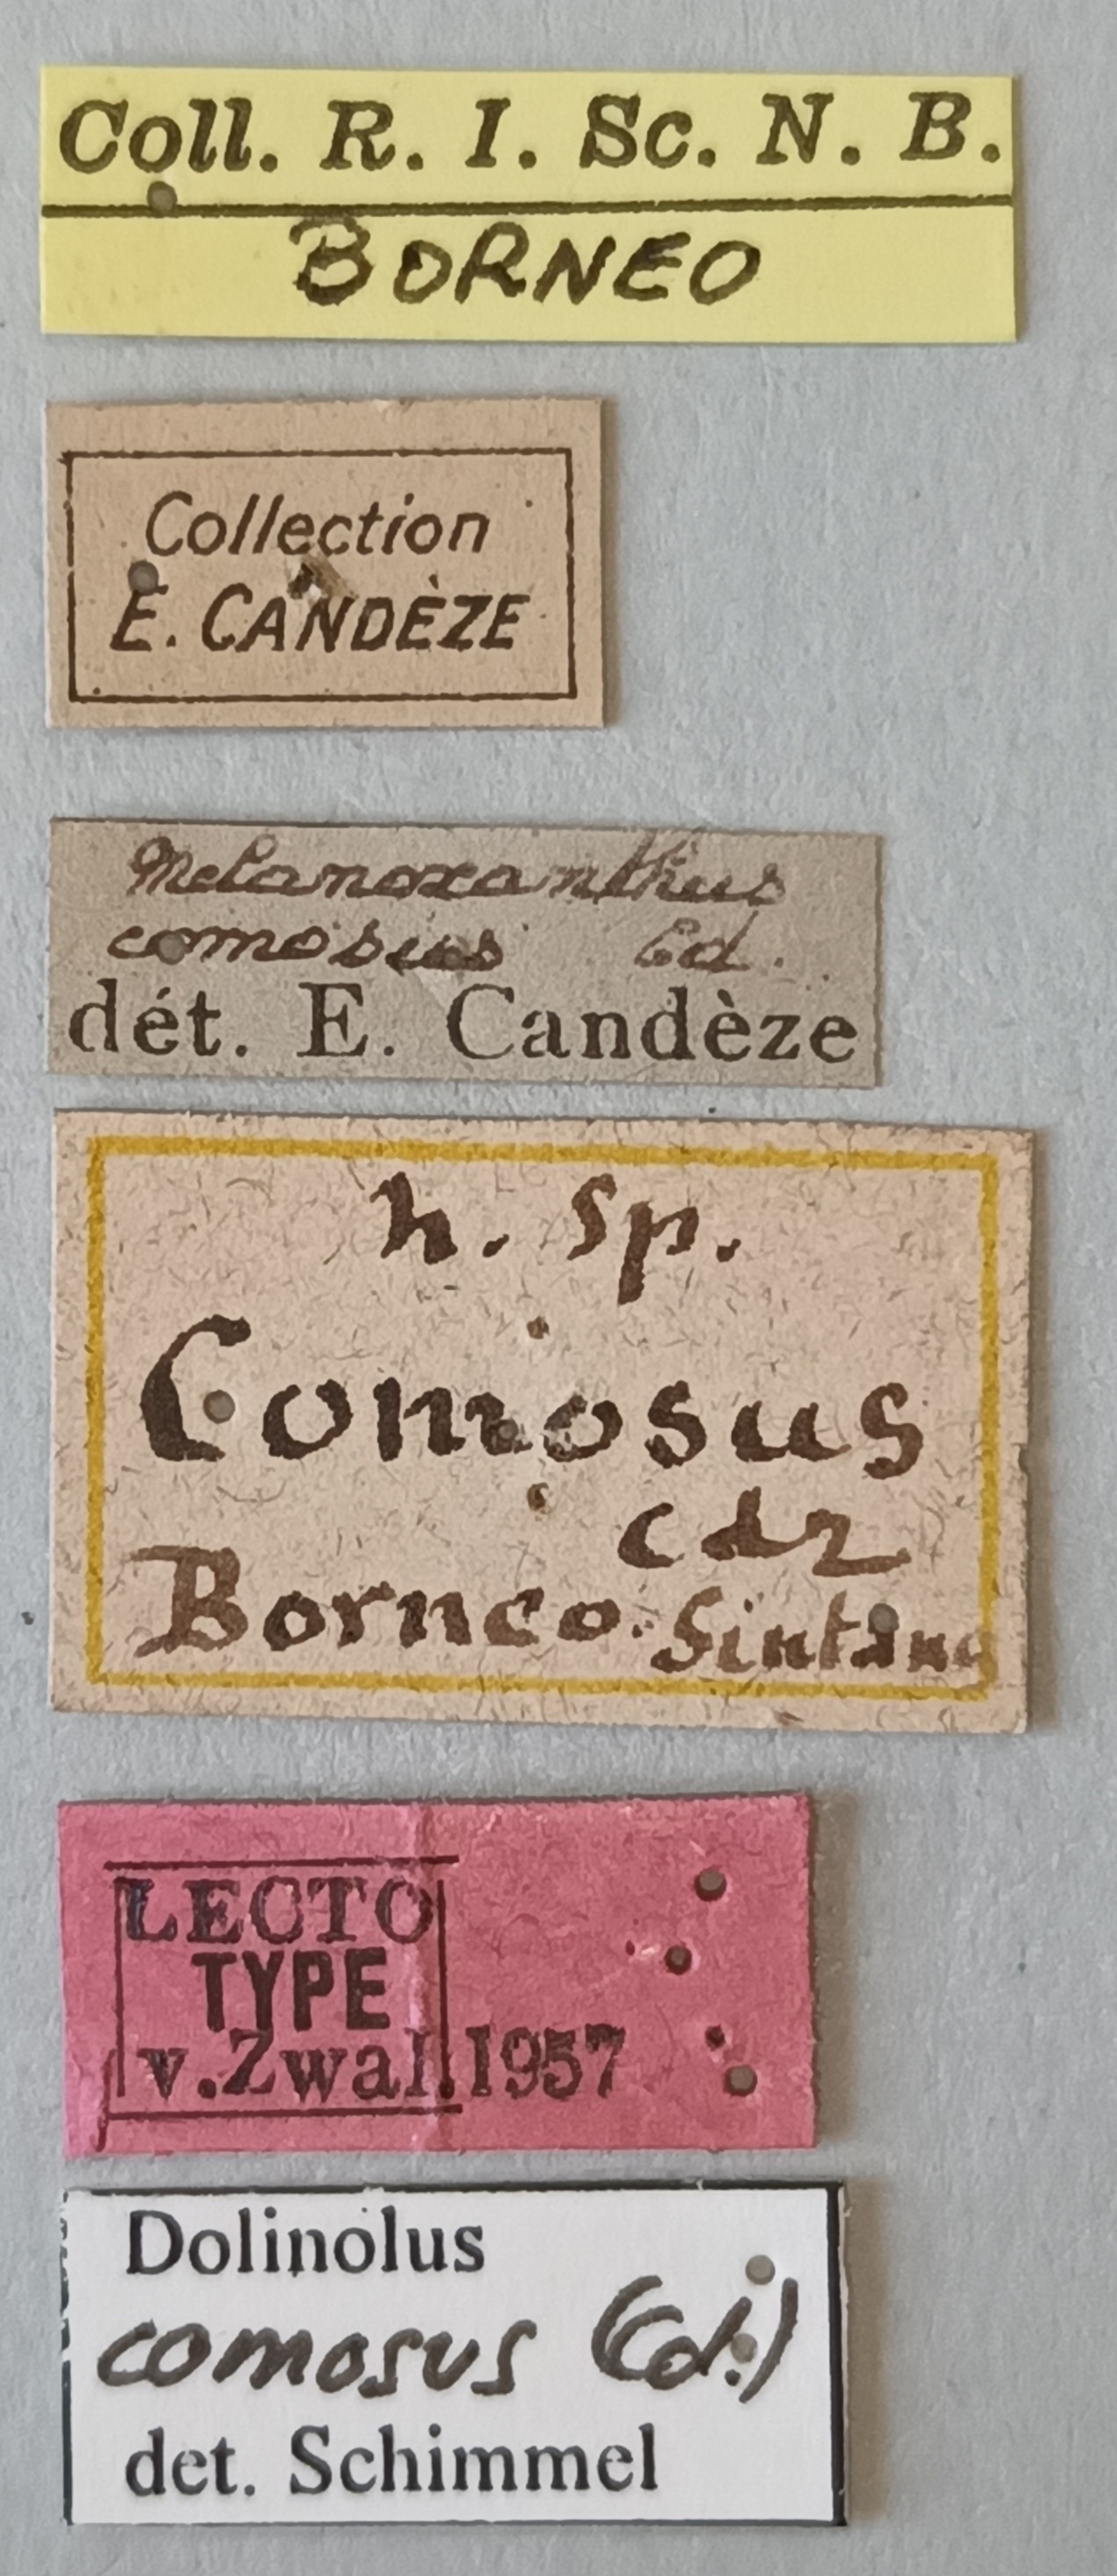 Coll. R. I. Sc. N. B.
BORNEO
Collection
E. CANDÈZE
Melanoxanthus
comosus Cd.
dét. E. Candèze
n. sp.
Comosus
cdz
Borneo. Sintang
LECTO
TYPE
v.Zwal.1957
Dolinolus
comosus (Cd.)
det. Schimmel